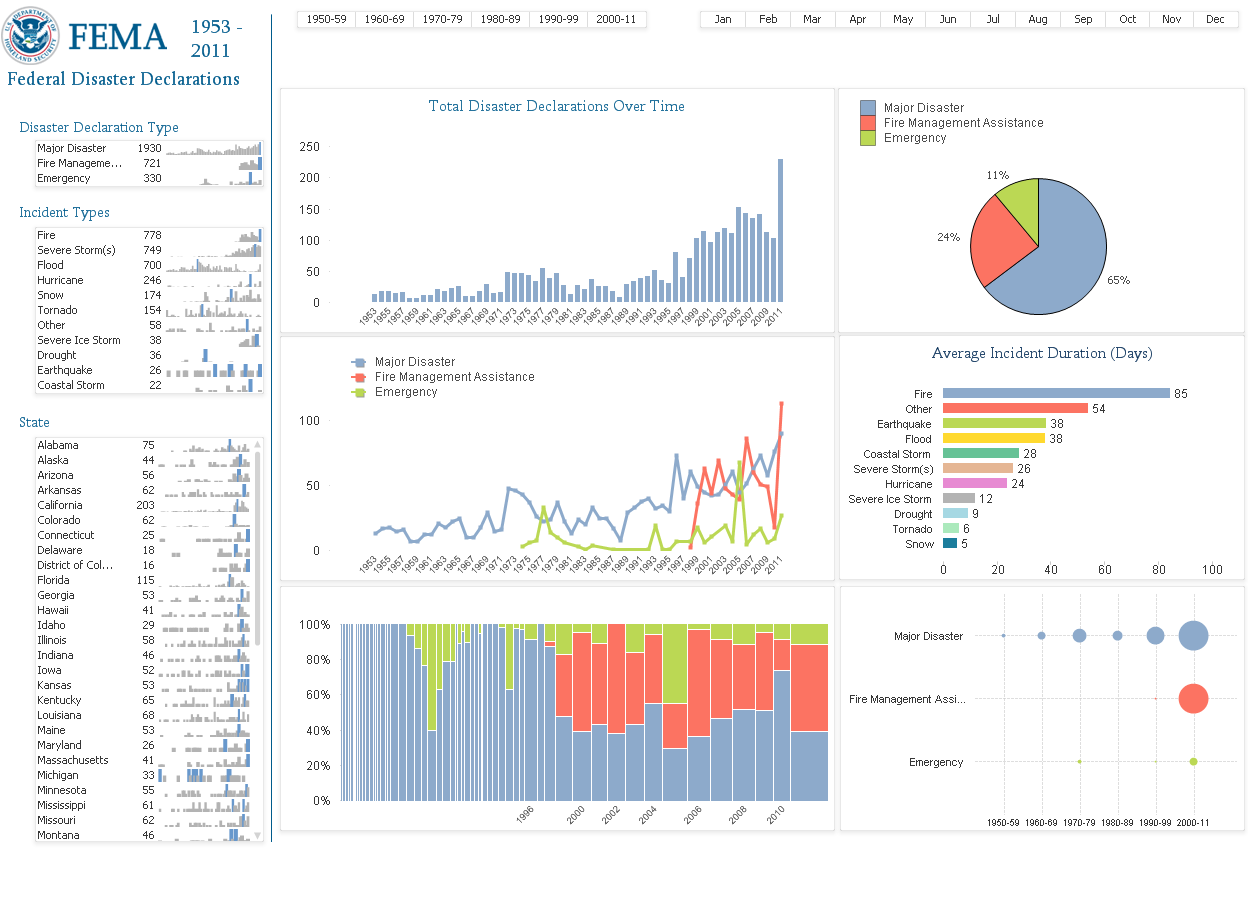 FEMA
1953 -
2011
Federal Disaster Declarations
Disaster Declaration Type
Major Disaster 1930
Fire Manageme... 721
Emergency 330
Incident Types
Fire 778
Severe Storm(s) 749
Flood 700
Hurricane 246
Snow 174
Tornado 154
Other 58
Severe Ice Storm 38
Drought 36
Earthquake 26
Coastal Storm 22
State
Alabama 75
Alaska 44
Arizona 56
Arkansas 62
California 203
Colorado 62
Connecticut 25
Delaware 18
District of Col... 16
Florida 115
Georgia 53
Hawaii 41
Idaho 29
Illinois 58
Indiana 46
Iowa 52
Kansas 53
Kentucky 65
Louisiana 68
Maine 53
Maryland 26
Massachusetts 41
Michigan 33
Minnesota 55
Mississippi 61
Missouri 62
Montana 46
1950-59 1960-69 1970-79 1980-89 1990-99 2000-11
Jan Feb Mar Apr May Jun Jul Aug Sep Oct Nov Dec
Total Disaster Declarations Over Time
250
200
150
100
50
0
1953 1955 1957 1959 1961 1963 1965 1967 1969 1971 1973 1975 1977 1979 1981 1983 1985 1987 1989 1991 1993 1995 1997 1999 2001 2003 2005 2007 2009 2011
Major Disaster
Fire Management Assistance
Emergency
11%
24%
65%
Major Disaster
Fire Management Assistance
Emergency
100
50
0
1953 1955 1957 1959 1961 1963 1965 1967 1969 1971 1973 1975 1977 1979 1981 1983 1985 1987 1989 1991 1993 1995 1997 1999 2001 2003 2005 2007 2009 2011
Average Incident Duration (Days)
Fire 85
Other 54
Earthquake 38
Flood 38
Coastal Storm 28
Severe Storm(s) 26
Hurricane 24
Severe Ice Storm 12
Drought 9
Tornado 6
Snow 5
0 20 40 60 80 100
100%
80%
60%
40%
20%
0%
1996 2000 2002 2004 2006 2008 2010
Major Disaster
Fire Management Assi...
Emergency
1950-59 1960-69 1970-79 1980-89 1990-99 2000-11